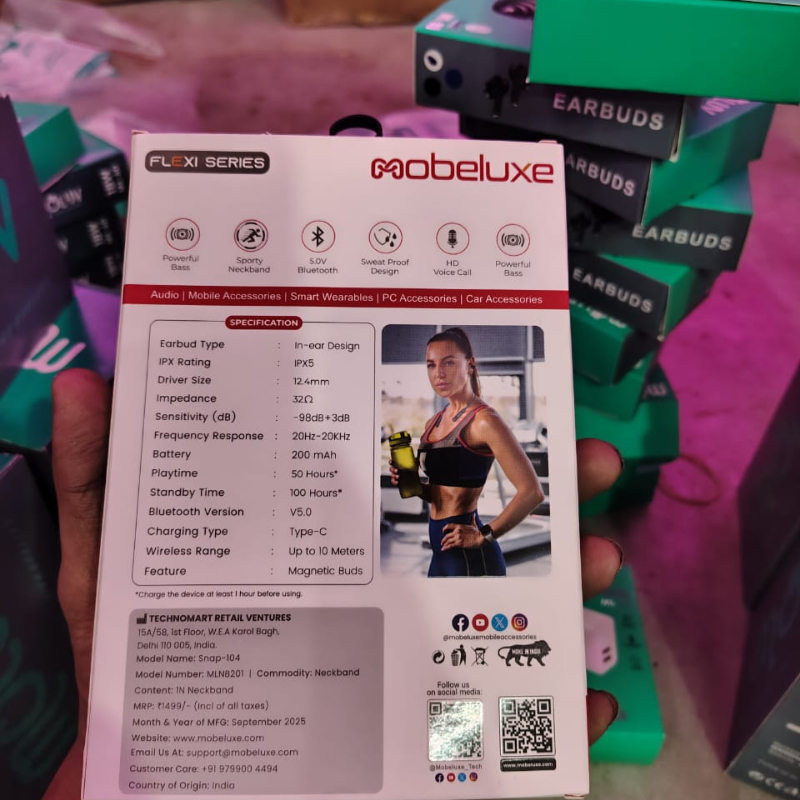 EARBUDS
EARBUDS
EARBUDS
EARBUDS
FLEXI SERIES
mobeluxe
Powerful Bass
Sporty Neckband
5.0V Bluetooth
Sweat Proof Design
HD Voice Call
Powerful Bass
Audio | Mobile Accessories | Smart Wearables | PC Accessories | Car Accessories
SPECIFICATION
Earbud Type : In-ear Design
IPX Rating : IPX5
Driver Size : 12.4mm
Impedance : 32Ω
Sensitivity (dB) : -98dB+3dB
Frequency Response : 20Hz-20KHz
Battery : 200 mAh
Playtime : 50 Hours*
Standby Time : 100 Hours*
Bluetooth Version : V5.0
Charging Type : Type-C
Wireless Range : Up to 10 Meters
Feature : Magnetic Buds
*Charge the device at least 1 hour before using.
TECHNOMART RETAIL VENTURES
15A/58, 1st Floor, W.E.A Karol Bagh,
Delhi 110 005, India.
Model Name: Snap-104
Model Number: MLNB201 | Commodity: Neckband
Content: 1N Neckband
MRP: ₹1499/- (Incl of all taxes)
Month & Year of MFG: September 2025
Website: www.mobeluxe.com
Email Us At: support@mobeluxe.com
Customer Care: +91 979900 4494
Country of Origin: India
@mobeluxemobileaccessories
MAKE IN INDIA
Follow us
on social media:
@Mobeluxe_Tech
www.mobeluxe.com